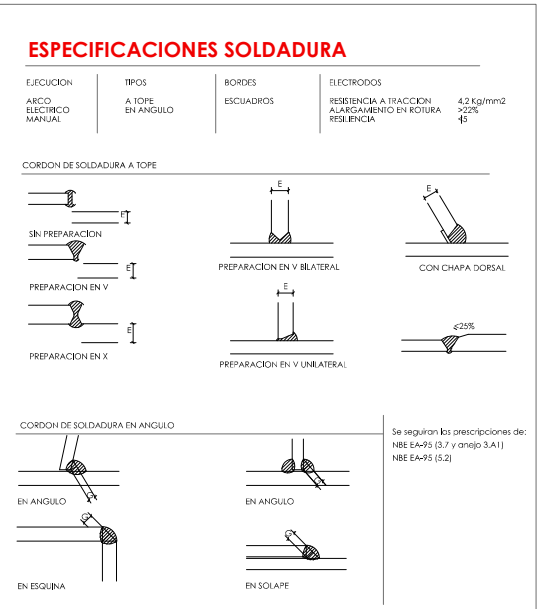 ESPECIFICACIONES SOLDADURA
EJECUCION
ARCO
ELECTRICO
MANUAL
TIPOS
A TOPE
EN ANGULO
BORDES
ESCUADROS
ELECTRODOS
RESISTENCIA A TRACCION 4,2 Kg/mm2
ALARGAMIENTO EN ROTURA >22%
RESILIENCIA
CORDON DE SOLDADURA A TOPE
E
SIN PREPARACION
E
PREPARACION EN V
E
PREPARACION EN X
E
PREPARACION EN V BILATERAL
E
PREPARACION EN V UNILATERAL
E
CON CHAPA DORSAL
≤25%
CORDON DE SOLDADURA EN ANGULO
G
EN ANGULO
G
EN ESQUINA
G
EN ANGULO
G
EN SOLAPE
Se seguiran las prescripciones de:
NBE EA-95 (3.7 y anejo 3.A1)
NBE EA-95 (5.2)